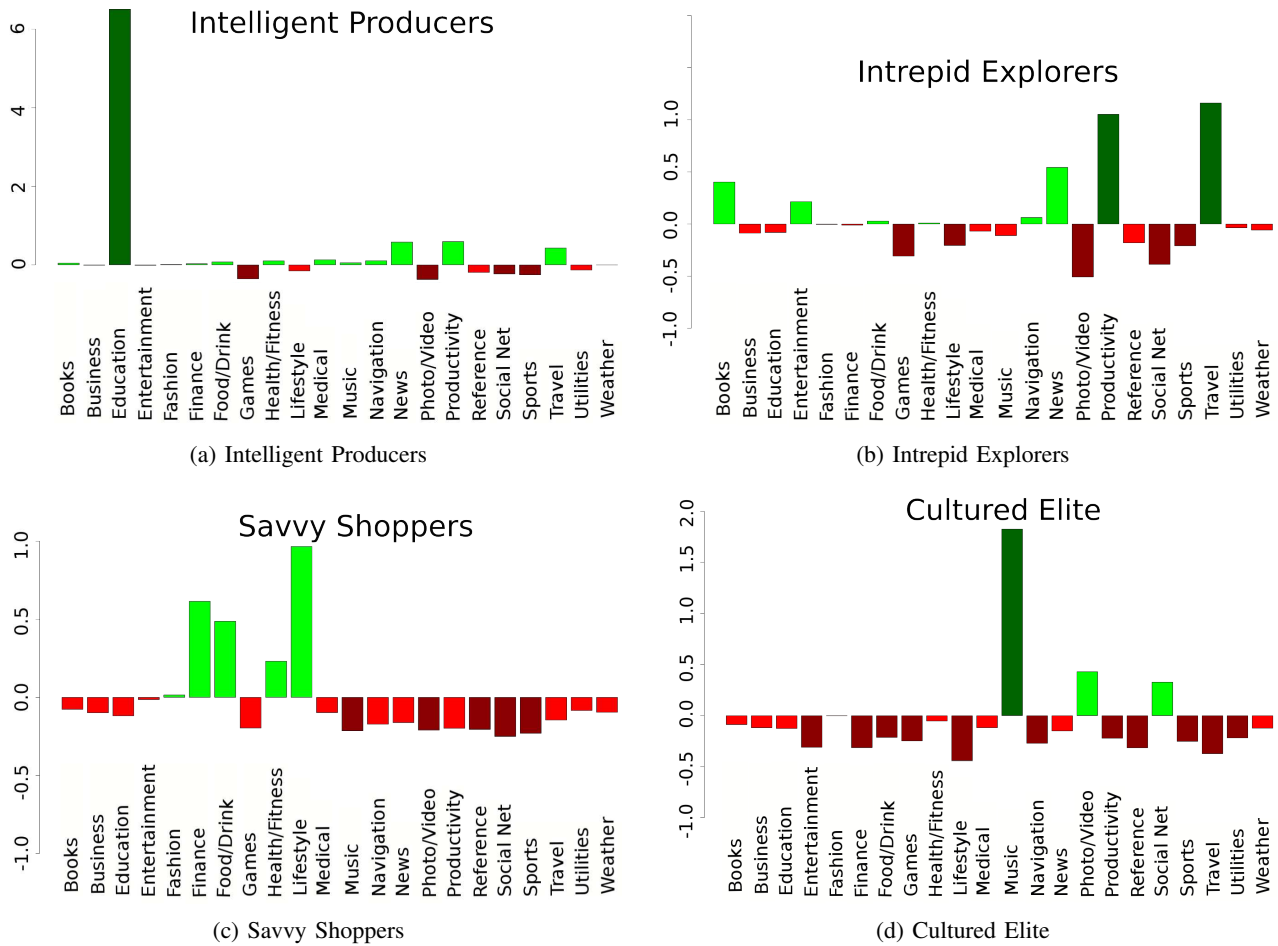 Intelligent Producers
6
4
2
0
Books
Business
Education
Entertainment
Fashion
Finance
Food/Drink
Games
Health/Fitness
Lifestyle
Medical
Music
Navigation
News
Photo/Video
Productivity
Reference
Social Net
Sports
Travel
Utilities
Weather
(a) Intelligent Producers
Intrepid Explorers
1.0
0.5
0.0
-0.5
-1.0
Books
Business
Education
Entertainment
Fashion
Finance
Food/Drink
Games
Health/Fitness
Lifestyle
Medical
Music
Navigation
News
Photo/Video
Productivity
Reference
Social Net
Sports
Travel
Utilities
Weather
(b) Intrepid Explorers
Savvy Shoppers
1.0
0.5
0.0
-0.5
-1.0
Books
Business
Education
Entertainment
Fashion
Finance
Food/Drink
Games
Health/Fitness
Lifestyle
Medical
Music
Navigation
News
Photo/Video
Productivity
Reference
Social Net
Sports
Travel
Utilities
Weather
(c) Savvy Shoppers
Cultured Elite
2.0
1.5
1.0
0.5
0.0
-0.5
-1.0
Books
Business
Education
Entertainment
Fashion
Finance
Food/Drink
Games
Health/Fitness
Lifestyle
Medical
Music
Navigation
News
Photo/Video
Productivity
Reference
Social Net
Sports
Travel
Utilities
Weather
(d) Cultured Elite